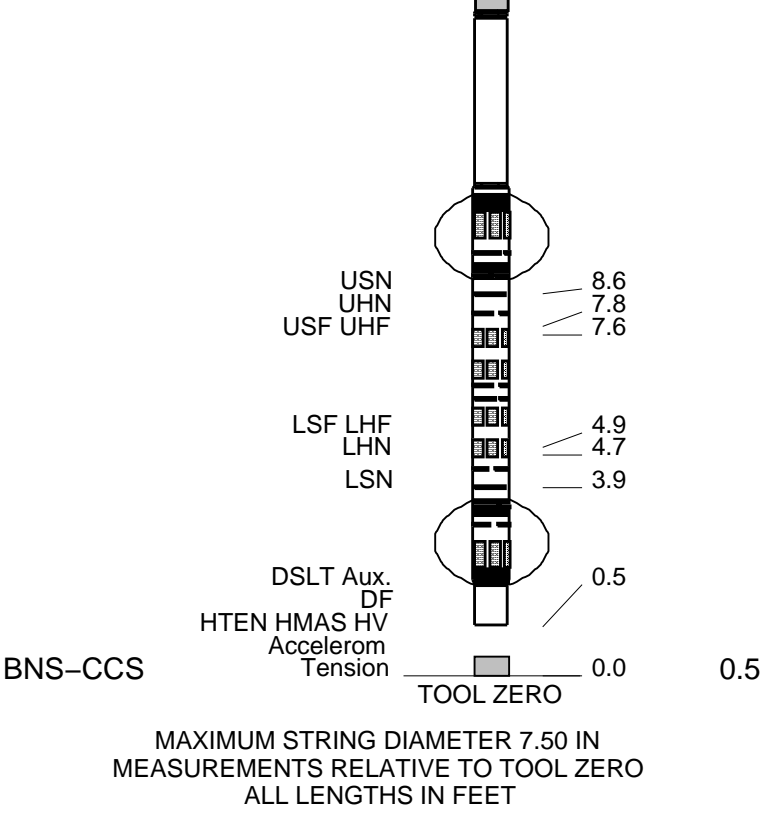 USN 8.6
UHN 7.8
USF UHF 7.6
LSF LHF 4.9
LHN 4.7
LSN 3.9
DSLT Aux. 0.5
DF
HTEN HMAS HV
Accelerom
BNS−CCS Tension 0.0 0.5
TOOL ZERO
MAXIMUM STRING DIAMETER 7.50 IN
MEASUREMENTS RELATIVE TO TOOL ZERO
ALL LENGTHS IN FEET